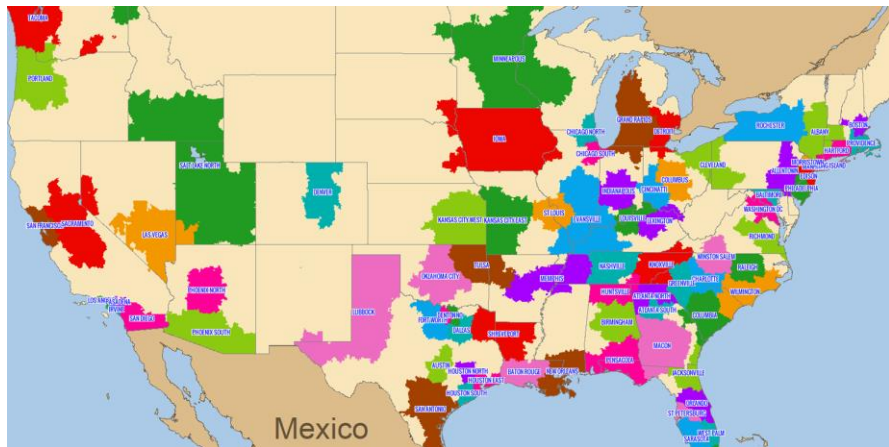 TACOMA
PORTLAND
MINNEAPOLIS
GRAND RAPIDS
DETROIT
IOWA
CHICAGO NORTH
CHICAGO SOUTH
ROCHESTER
ALBANY
BOSTON
PROVIDENCE
HARTFORD
CLEVELAND
MORRISTOWN
PHILADELPHIA
SALT LAKE NORTH
DENVER
COLUMBUS
INDIANAPOLIS
CINCINNATI
BALTIMORE
WASHINGTON DC
SAN FRANCISCO
SACRAMENTO
LAS VEGAS
KANSAS CITY WEST
KANSAS CITY EAST
ST LOUIS
EVANSVILLE
LOUISVILLE
LEXINGTON
RICHMOND
WINSTON SALEM
RALEIGH
OKLAHOMA CITY
TULSA
NASHVILLE
KNOXVILLE
MEMPHIS
CHARLOTTE
GREENVILLE
PHOENIX NORTH
HUNTSVILLE
ATLANTA NORTH
WILMINGTON
PASADENA
IRVINE
SAN DIEGO
LUBBOCK
FORT WORTH
DENTON
DALLAS
ATLANTA SOUTH
COLUMBIA
BIRMINGHAM
PHOENIX SOUTH
SHREVEPORT
MACON
PENSACOLA
AUSTIN
HOUSTON NORTH
HOUSTON EAST
HOUSTON SOUTH
BATON ROUGE
NEW ORLEANS
JACKSONVILLE
SAN ANTONIO
ORLANDO
ST PETERSBURG
WEST PALM
SARASOTA
Mexico